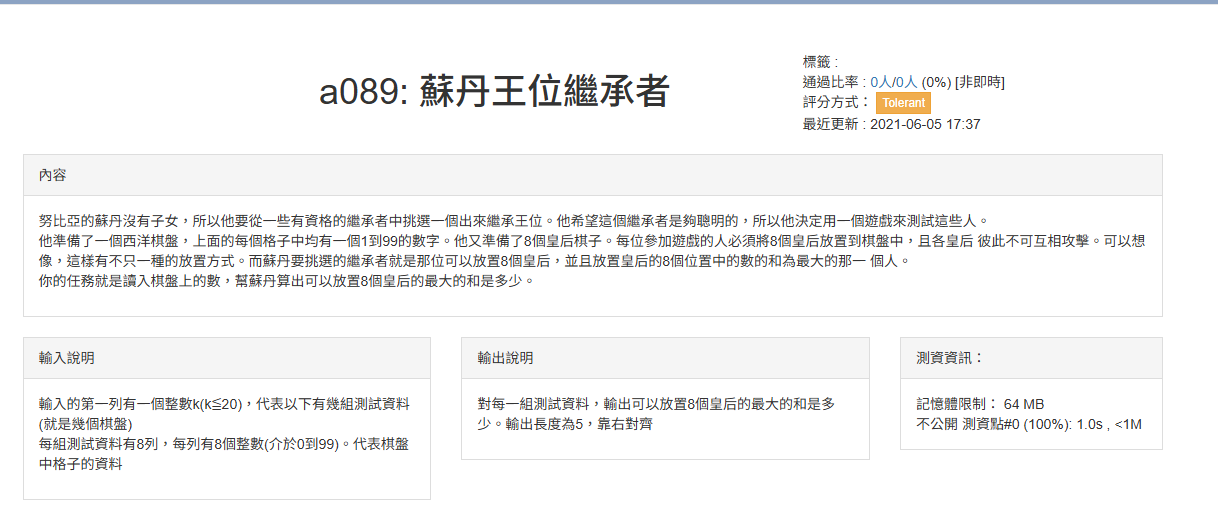 a089: 蘇丹王位繼承者
標籤 :
通過比率 : 0人/0人 (0%) [非即時]
評分方式： Tolerant
最近更新 : 2021-06-05 17:37
內容
努比亞的蘇丹沒有子女，所以他要從一些有資格的繼承者中挑選一個出來繼承王位。他希望這個繼承者是夠聰明的，所以他決定用一個遊戲來測試這些人。
他準備了一個西洋棋盤，上面的每個格子中均有一個1到99的數字。他又準備了8個皇后棋子。每位參加遊戲的人必須將8個皇后放置到棋盤中，且各皇后 彼此不可互相攻擊。可以想
像，這樣有不只一種的放置方式。而蘇丹要挑選的繼承者就是那位可以放置8個皇后，並且放置皇后的8個位置中的數的和為最大的那一 個人。
你的任務就是讀入棋盤上的數，幫蘇丹算出可以放置8個皇后的最大的和是多少。
輸入說明
輸入的第一列有一個整數k(k≦20)，代表以下有幾組測試資料
(就是幾個棋盤)
每組測試資料有8列，每列有8個整數(介於0到99)。代表棋盤
中格子的資料
輸出說明
對每一組測試資料，輸出可以放置8個皇后的最大的和是多
少。輸出長度為5，靠右對齊
測資資訊：
記憶體限制： 64 MB
不公開 測資點#0 (100%): 1.0s , <1M